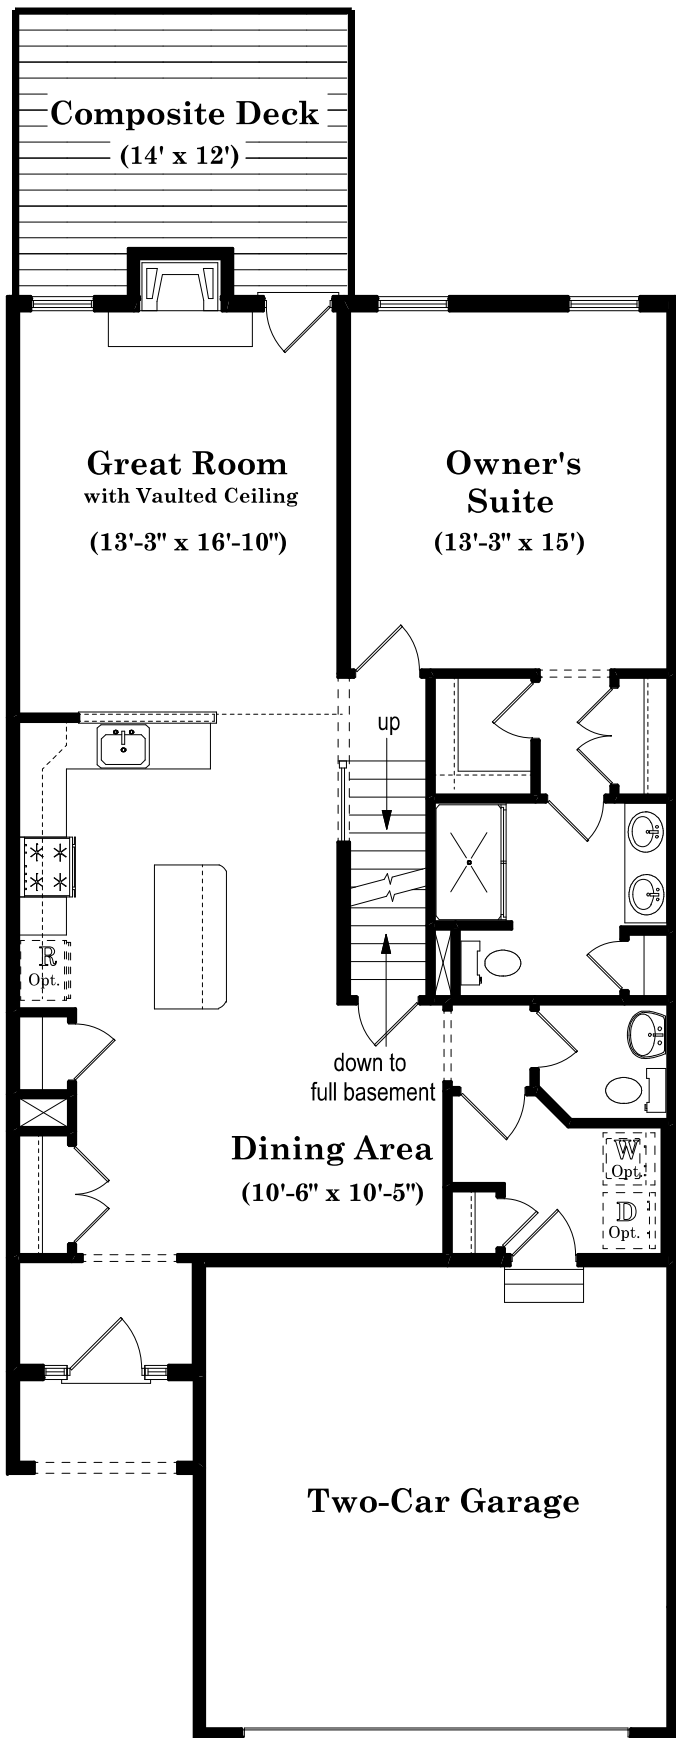 Composite Deck
(14' x 12')
Great Room
with Vaulted Ceiling
(13'-3" x 16'-10")
Owner's
Suite
(13'-3" x 15')
up
R
Opt.
down to
full basement
Dining Area
(10'-6" x 10'-5")
W
Opt.
D
Opt.
Two-Car Garage